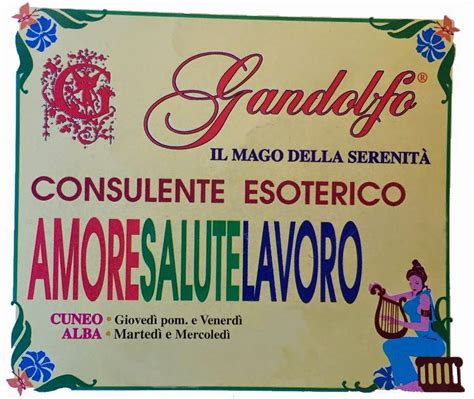 G
Gandolfo®
IL MAGO DELLA SERENITÀ
CONSULENTE ESOTERICO
AMORESALUTELAVORO
CUNEO • Giovedì pom. e Venerdì
ALBA • Martedì e Mercoledì